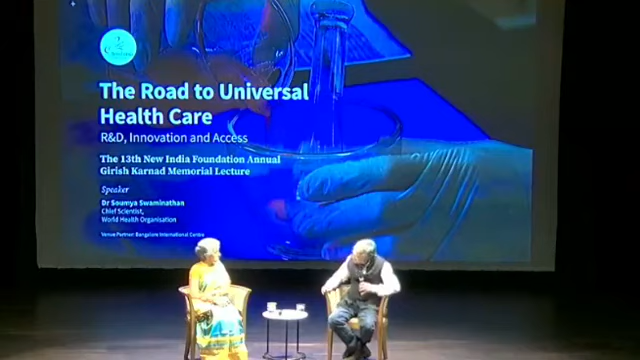 The Road to Universal
Health Care
R&D, Innovation and Access
The 13th New India Foundation Annual
Girish Karnad Memorial Lecture
Speaker
Dr Soumya Swaminathan
Chief Scientist,
World Health Organisation
Venue Partner: Bangalore International Centre